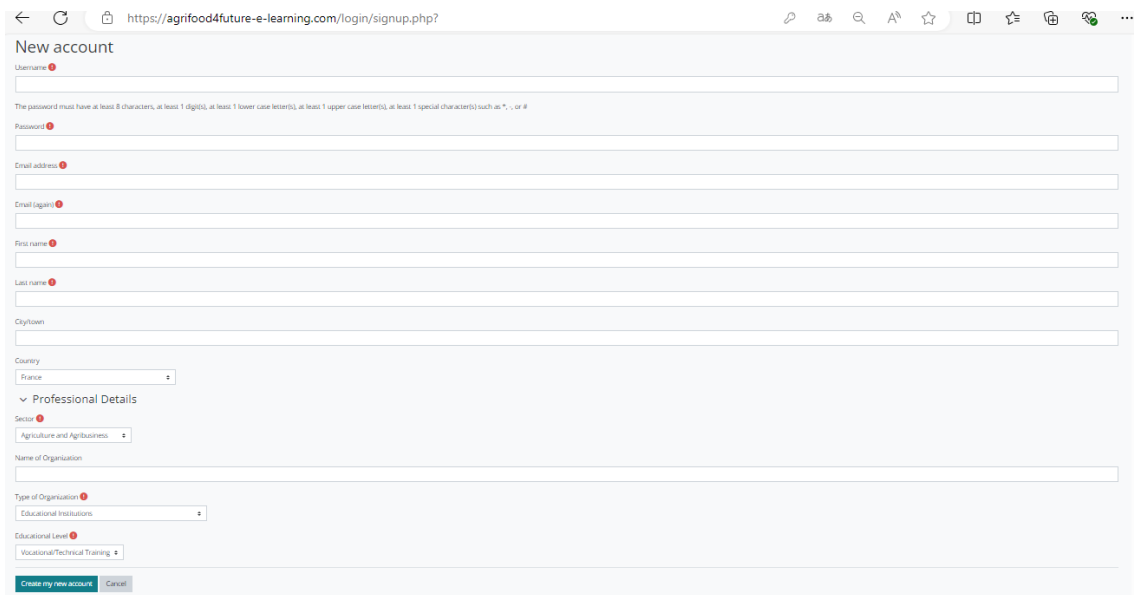 https://agrifood4future-e-learning.com/login/signup.php?
New account
Username
The password must have at least 8 characters, at least 1 digit(s), at least 1 lower case letter(s), at least 1 upper case letter(s), at least 1 special character(s) such as *, -, or #
Password
Email address
Email (again)
First name
Last name
City/town
Country
France
Professional Details
Sector
Agriculture and Agribusiness
Name of Organization
Type of Organization
Educational Institutions
Educational Level
Vocational/Technical Training
Create my new account Cancel